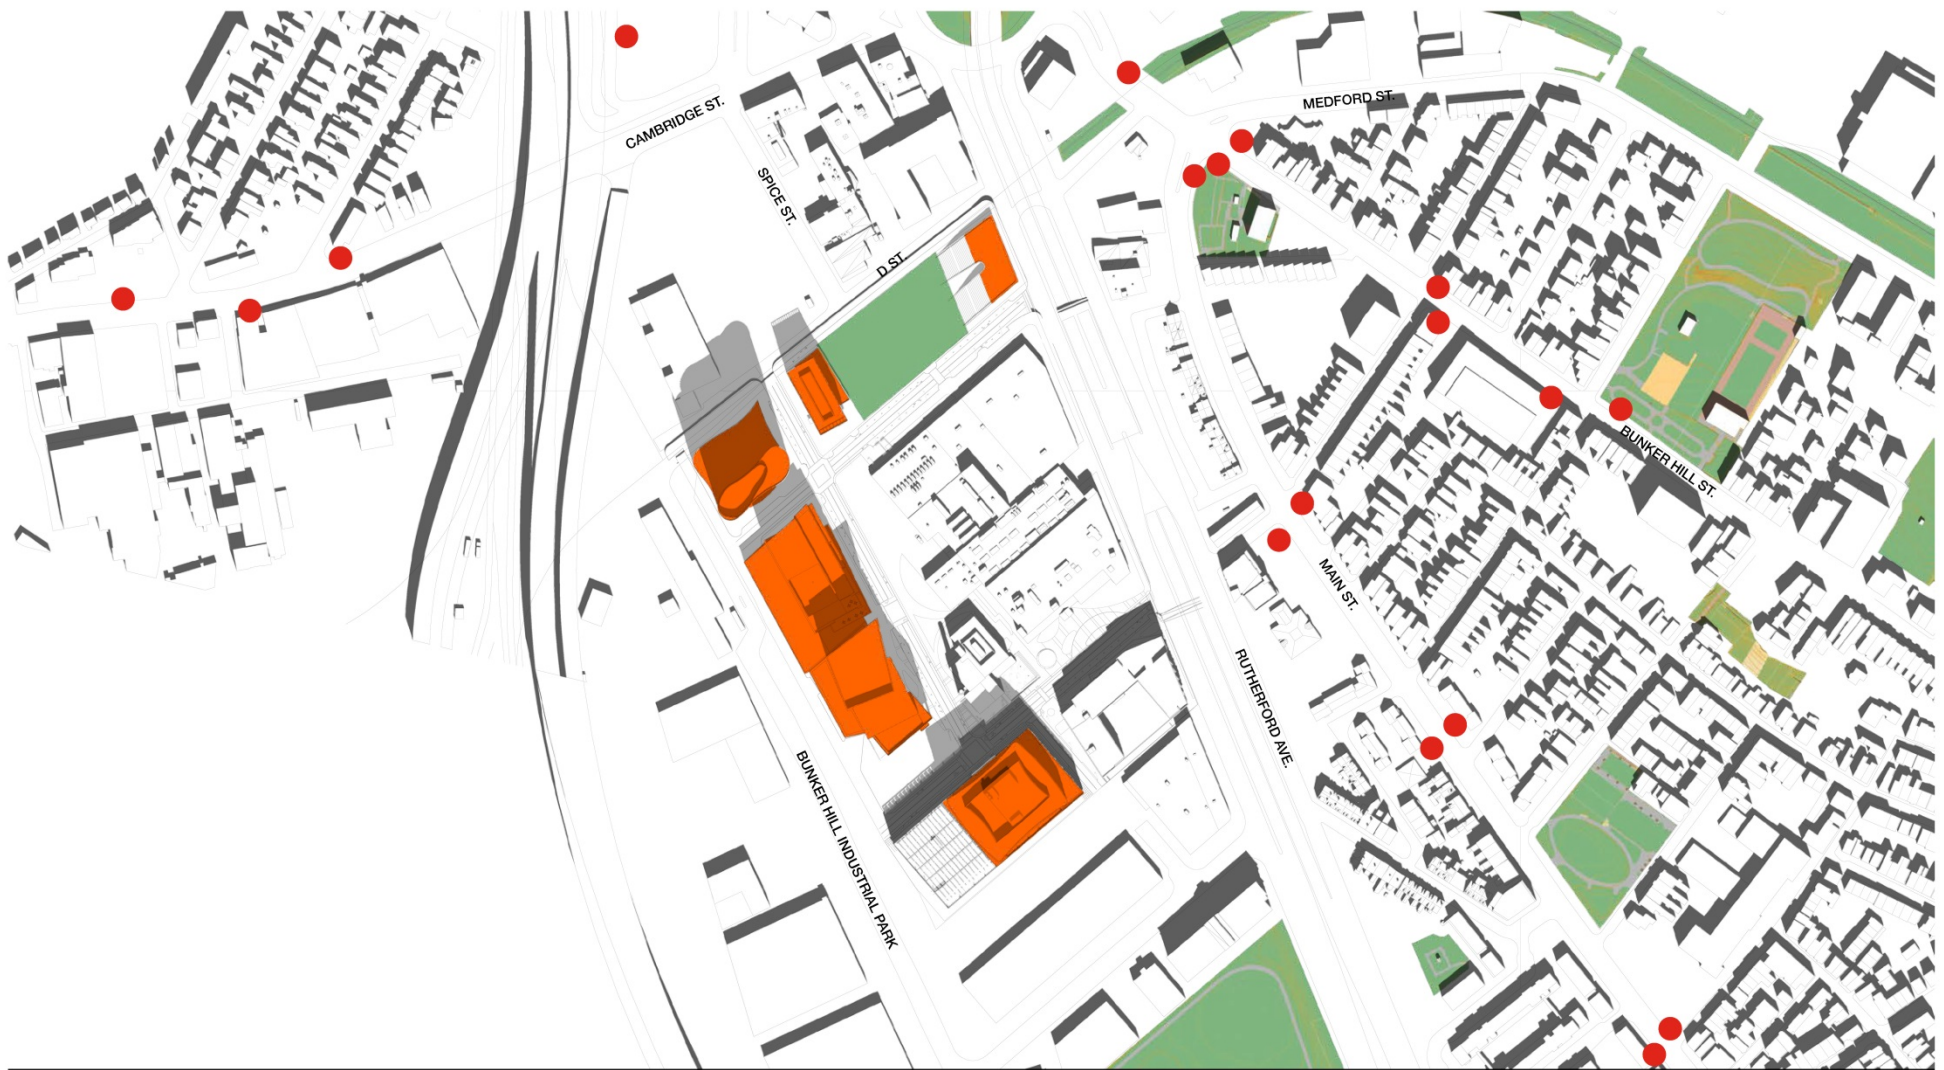 MEDFORD ST.
CAMBRIDGE ST.
SPICE ST.
D ST.
BUNKER HILL ST.
MAIN ST.
RUTHERFORD AVE.
BUNKER HILL INDUSTRIAL PARK